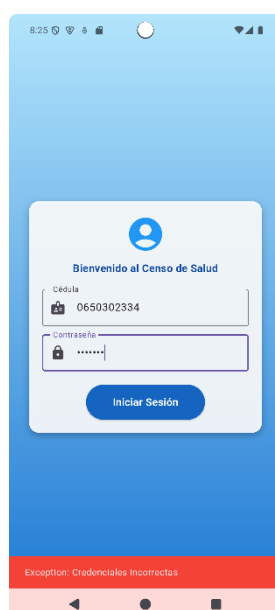 8:25
Bienvenido al Censo de Salud
Cédula
0650302334
Contraseña
•••••••
Iniciar Sesión
Exception: Credenciales Incorrectas